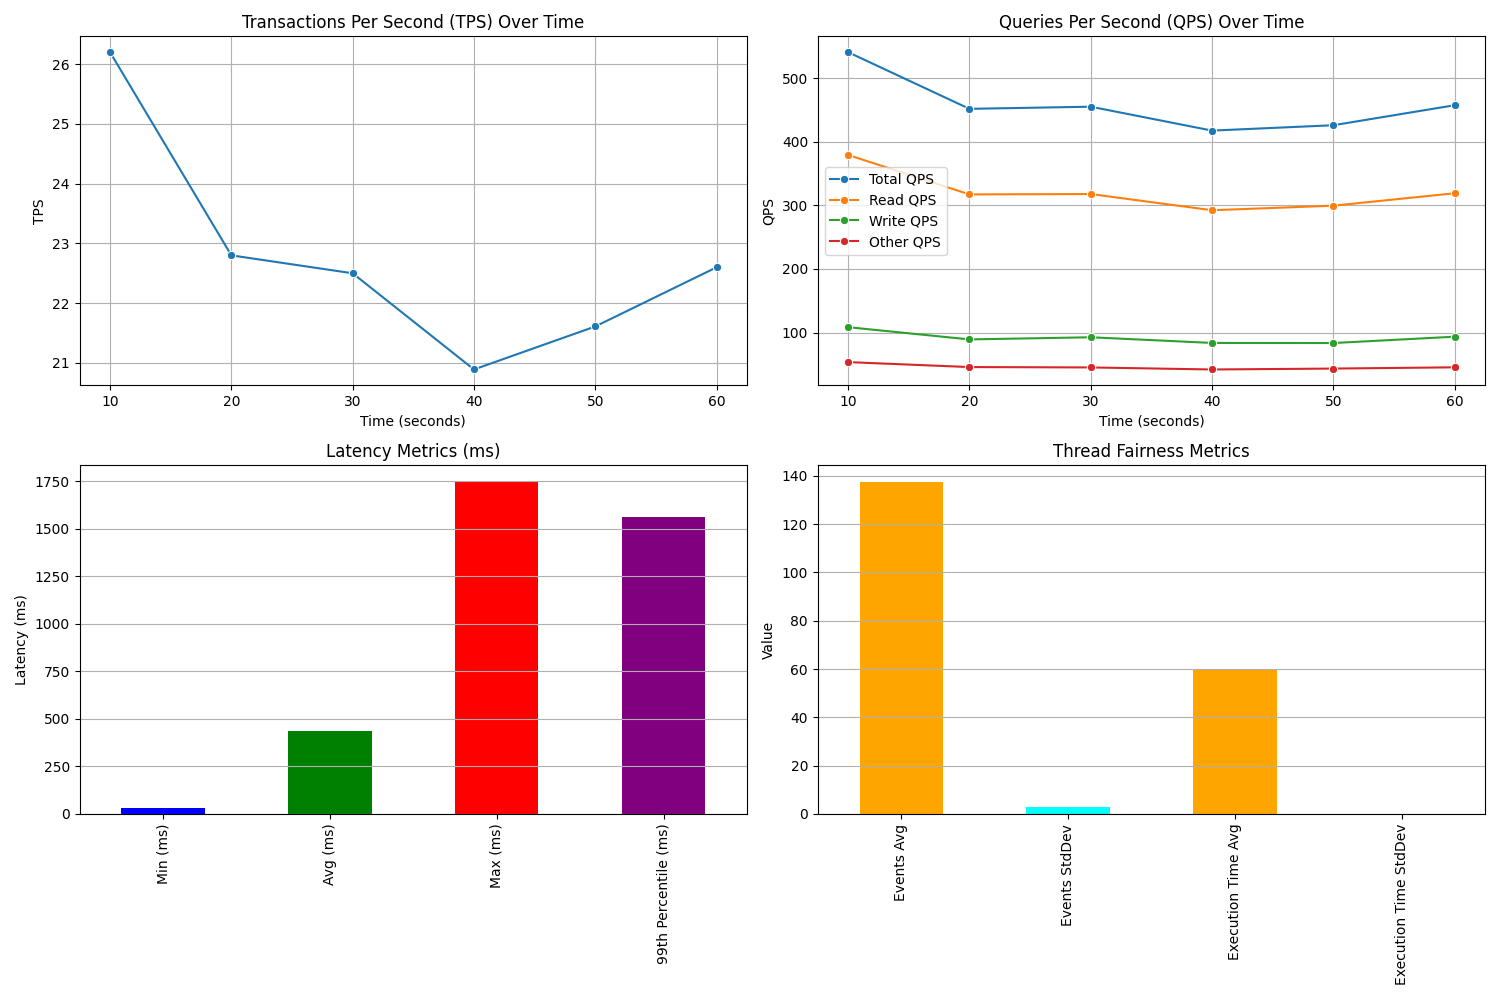 Transactions Per Second (TPS) Over Time
TPS
26
25
24
23
22
21
10 20 30 40 50 60
Time (seconds)
Queries Per Second (QPS) Over Time
QPS
500
400
300
200
100
Total QPS
Read QPS
Write QPS
Other QPS
10 20 30 40 50 60
Time (seconds)
Latency Metrics (ms)
Latency (ms)
1750
1500
1250
1000
750
500
250
0
Min (ms)
Avg (ms)
Max (ms)
99th Percentile (ms)
Thread Fairness Metrics
Value
140
120
100
80
60
40
20
0
Events Avg
Events StdDev
Execution Time Avg
Execution Time StdDev